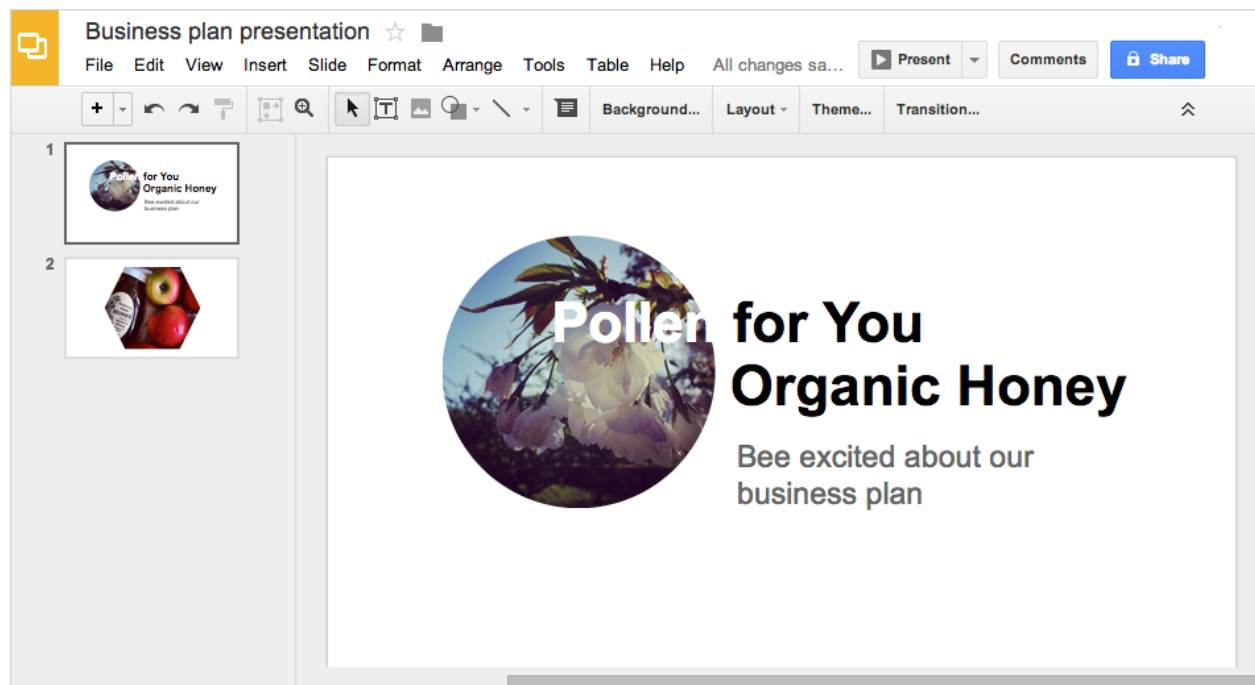 Business plan presentation
File Edit View Insert Slide Format Arrange Tools Table Help All changes sa... Present Comments Share
Background... Layout Theme... Transition...
1
Pollen for You
Organic Honey
Bee excited about our
business plan
2
HONEY
Pollen for You
Organic Honey
Bee excited about our
business plan